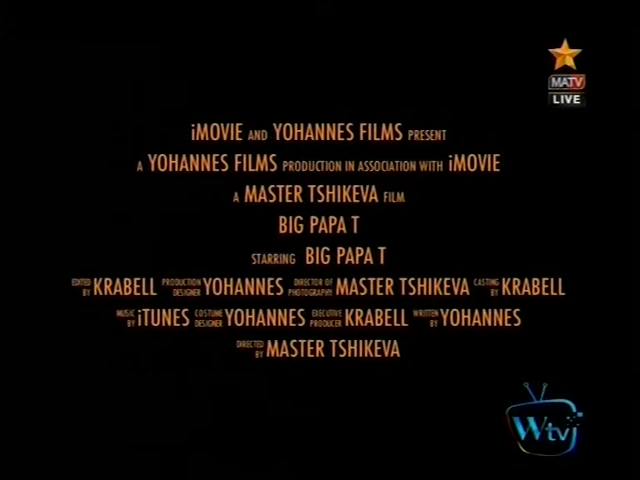 MATV
LIVE
iMOVIE AND YOHANNES FILMS PRESENT
A YOHANNES FILMS PRODUCTION IN ASSOCIATION WITH iMOVIE
A MASTER TSHIKEVA FILM
BIG PAPA T
STARRING BIG PAPA T
EDITED BY KRABELL PRODUCTION DESIGNER YOHANNES DIRECTOR OF PHOTOGRAPHY MASTER TSHIKEVA CASTING BY KRABELL
MUSIC BY iTUNES COSTUME DESIGNER YOHANNES EXECUTIVE PRODUCER KRABELL WRITTEN BY YOHANNES
DIRECTED BY MASTER TSHIKEVA
Wtv